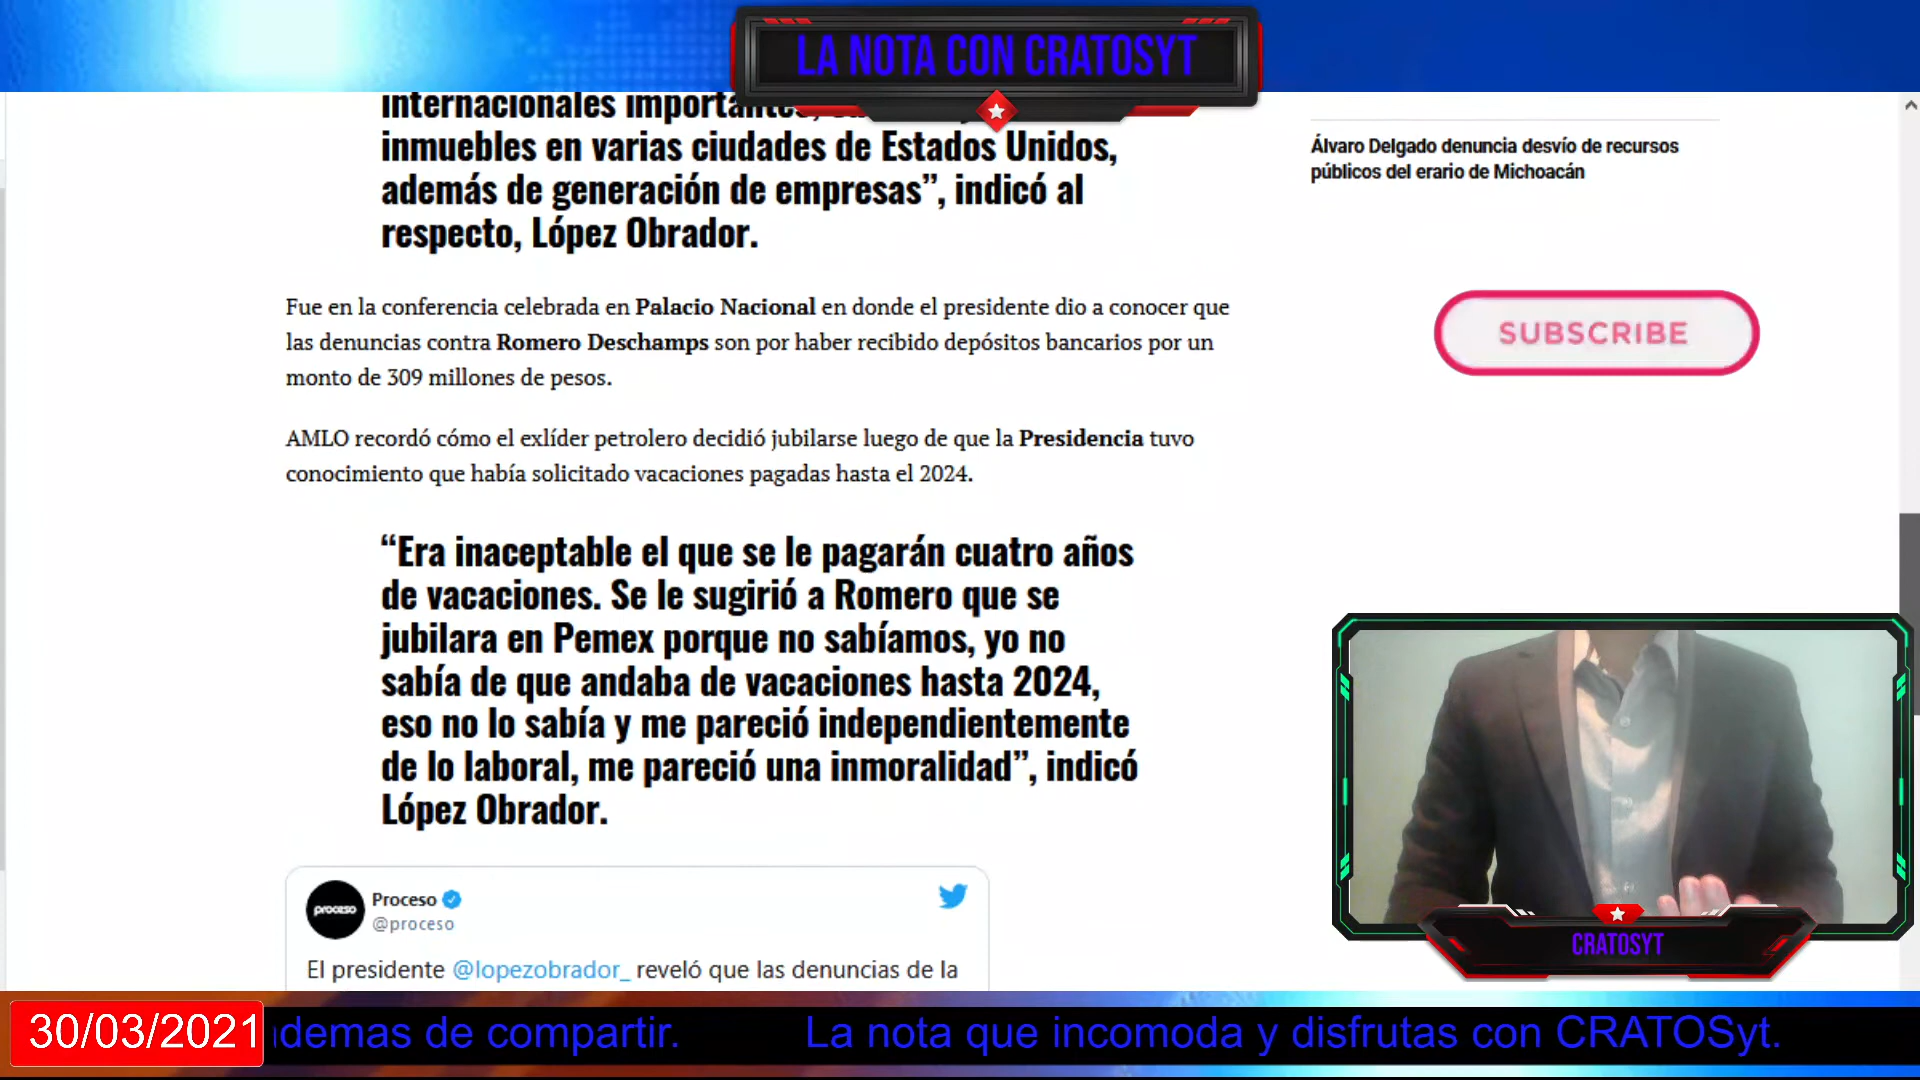 LA NOTA CON CRATOSYT
internacionales importantes,
inmuebles en varias ciudades de Estados Unidos,
además de generación de empresas”, indicó al
respecto, López Obrador.
Fue en la conferencia celebrada en Palacio Nacional en donde el presidente dio a conocer que
las denuncias contra Romero Deschamps son por haber recibido depósitos bancarios por un
monto de 309 millones de pesos.
AMLO recordó cómo el exlíder petrolero decidió jubilarse luego de que la Presidencia tuvo
conocimiento que había solicitado vacaciones pagadas hasta el 2024.
“Era inaceptable el que se le pagarán cuatro años
de vacaciones. Se le sugirió a Romero que se
jubilara en Pemex porque no sabíamos, yo no
sabía de que andaba de vacaciones hasta 2024,
eso no lo sabía y me pareció independientemente
de lo laboral, me pareció una inmoralidad”, indicó
López Obrador.
proceso
Proceso
@proceso
El presidente @lopezobrador_ reveló que las denuncias de la
Álvaro Delgado denuncia desvío de recursos
públicos del erario de Michoacán
SUBSCRIBE
CRATOSYT
30/03/2021
demas de compartir. La nota que incomoda y disfrutas con CRATOSyt.